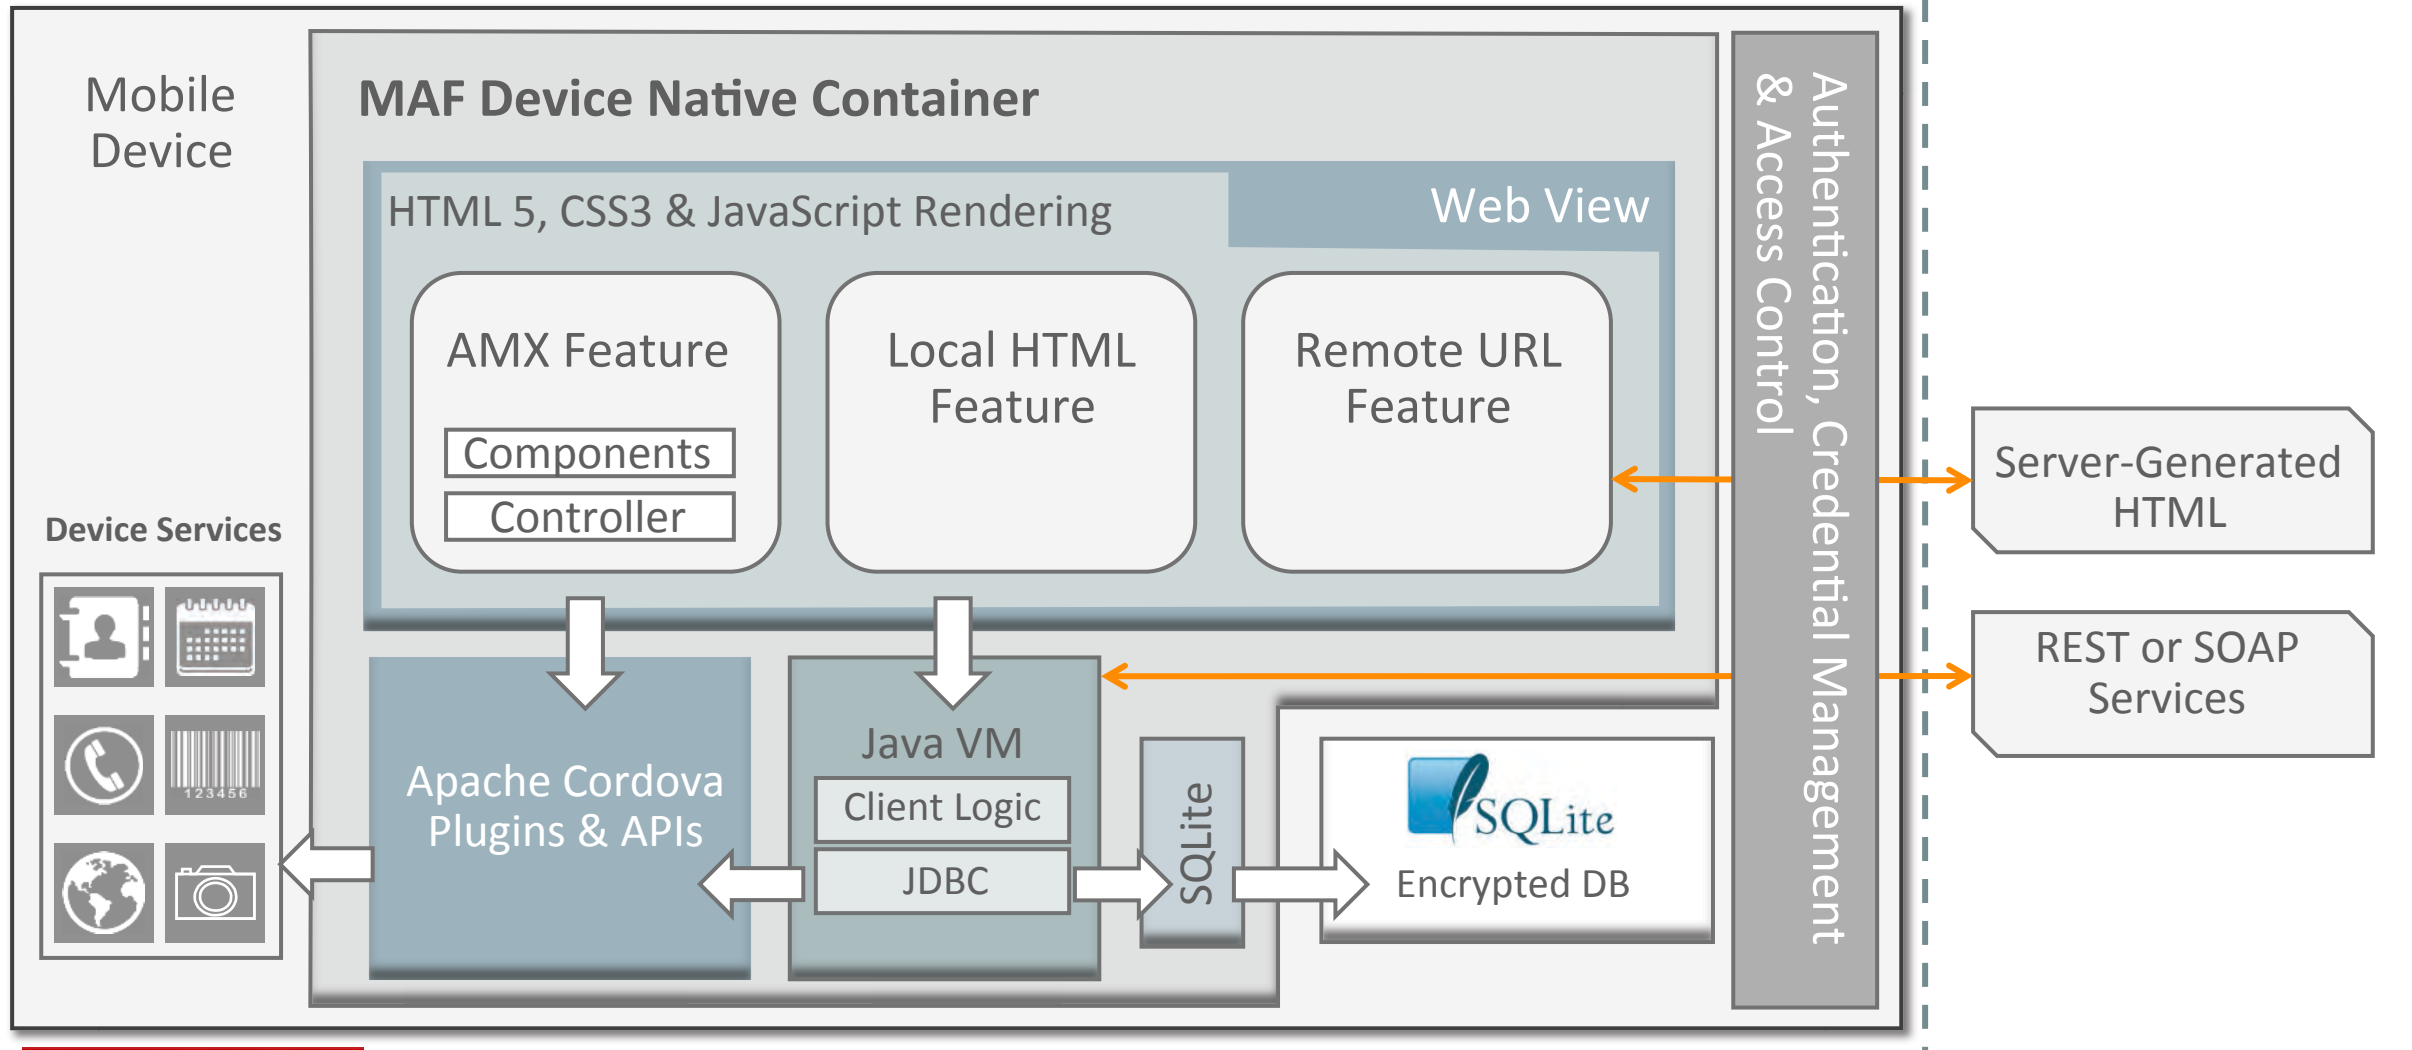 Mobile
Device
MAF Device Native Container
HTML 5, CSS3 & JavaScript Rendering
Web View
AMX Feature
Components
Controller
Local HTML
Feature
Remote URL
Feature
Authentication, Credential Management
& Access Control
Server-Generated
HTML
REST or SOAP
Services
Device Services
123456
Apache Cordova
Plugins & APIs
Java VM
Client Logic
JDBC
SQLite
SQLite
Encrypted DB